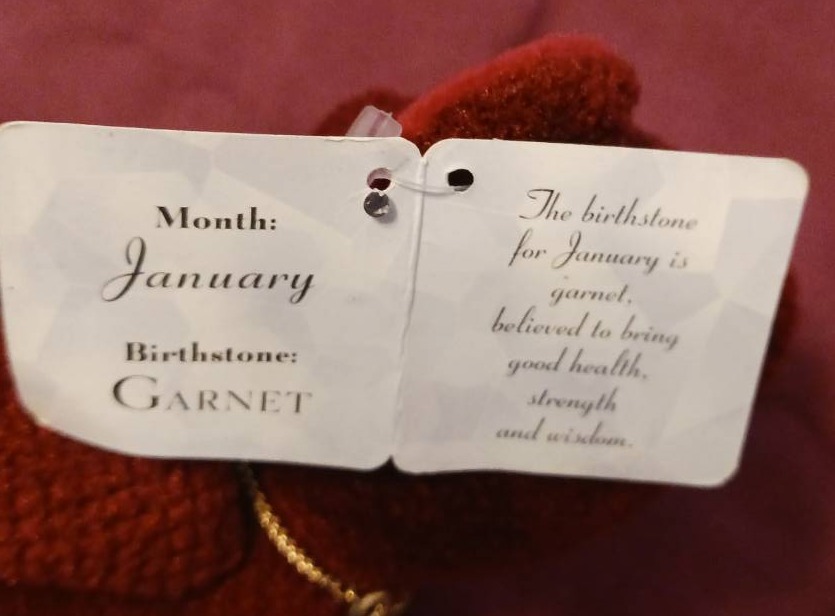 Month:
January
Birthstone:
GARNET
The birthstone
for January is
garnet,
believed to bring
good health,
strength
and wisdom.